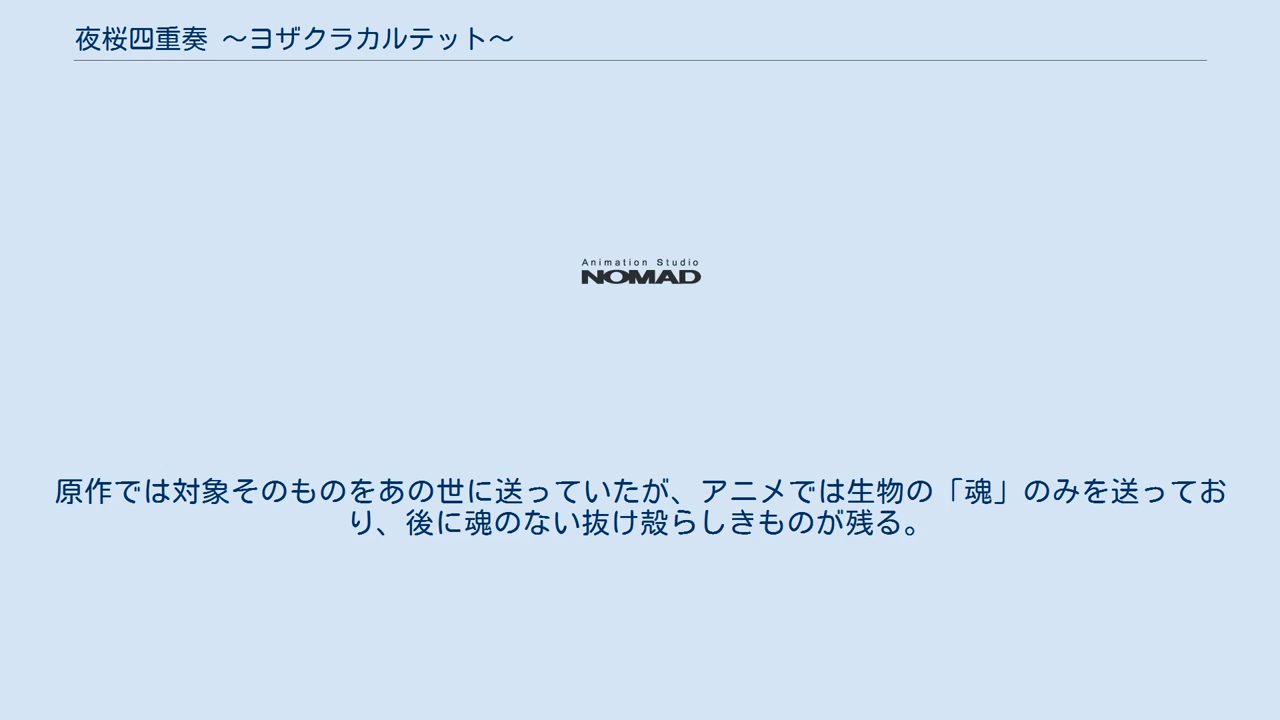 夜桜四重奏 ～ヨザクラカルテット～
Animation Studio
NOMAD
原作では対象そのものをあの世に送っていたが、アニメでは生物の「魂」のみを送ってお
り、後に魂のない抜け殻らしきものが残る。